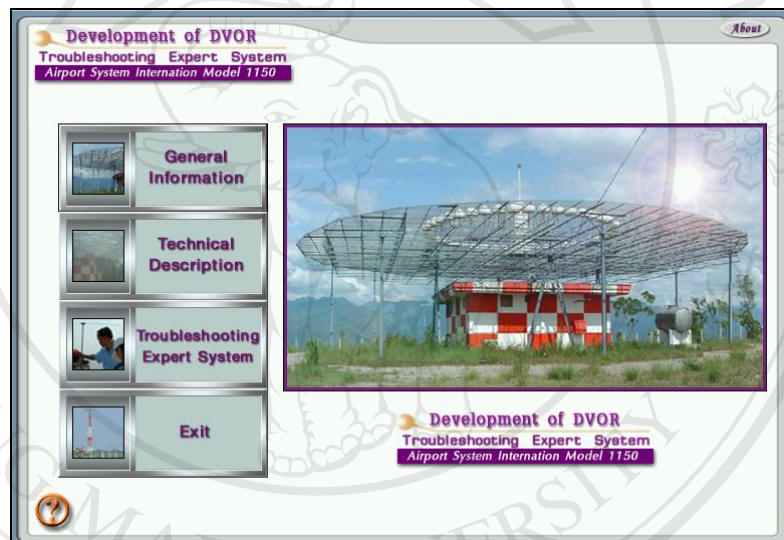 Development of DVOR
Troubleshooting Expert System
Airport System Internation Model 1150
About
General
Information
Technical
Description
Troubleshooting
Expert System
Exit
Development of DVOR
Troubleshooting Expert System
Airport System Internation Model 1150
?